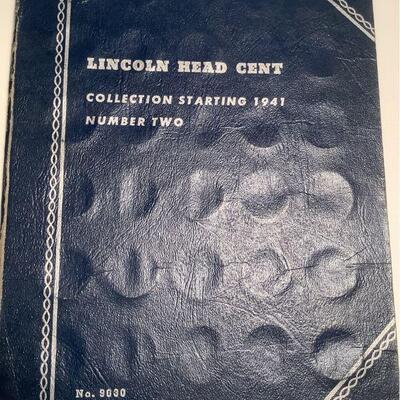 LINCOLN HEAD CENT
COLLECTION STARTING 1941
NUMBER TWO
No. 9030